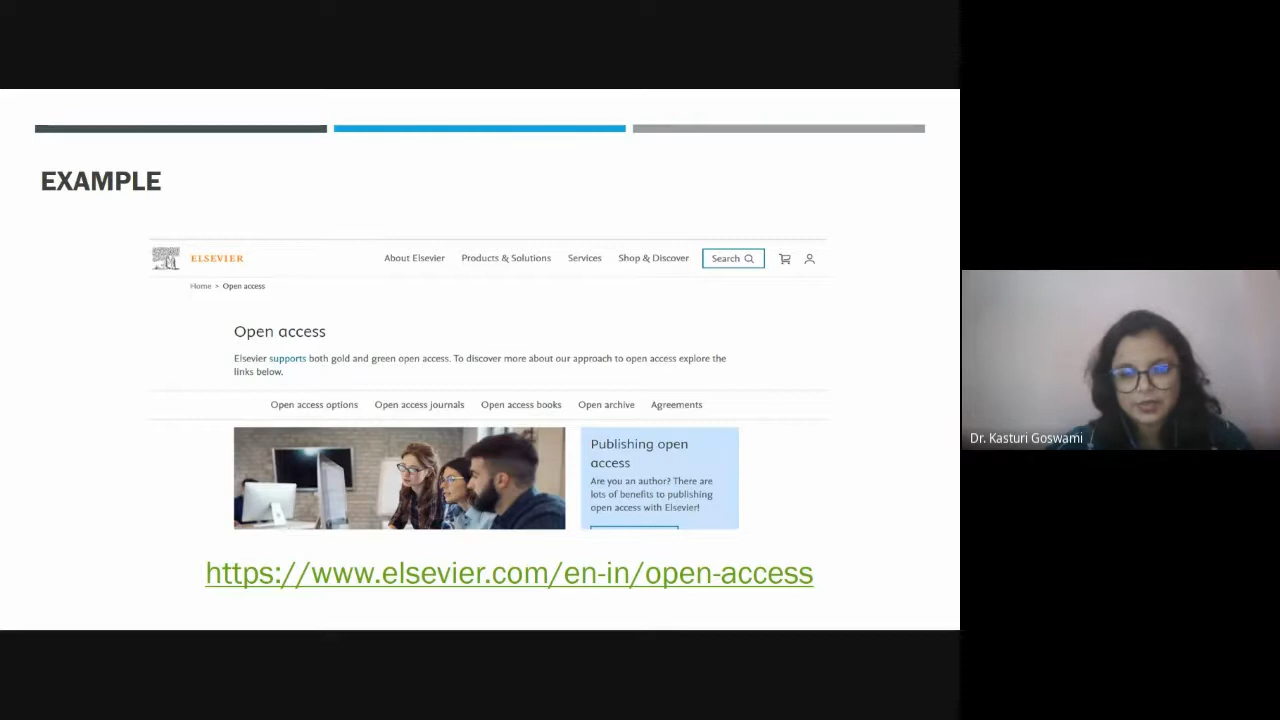 EXAMPLE
ELSEVIER
About Elsevier Products & Solutions Services Shop & Discover Search
Home > Open access
Open access
Elsevier supports both gold and green open access. To discover more about our approach to open access explore the
links below.
Open access options Open access journals Open access books Open archive Agreements
Publishing open
access
Are you an author? There are
lots of benefits to publishing
open access with Elsevier!
https://www.elsevier.com/en-in/open-access
Dr. Kasturi Goswami